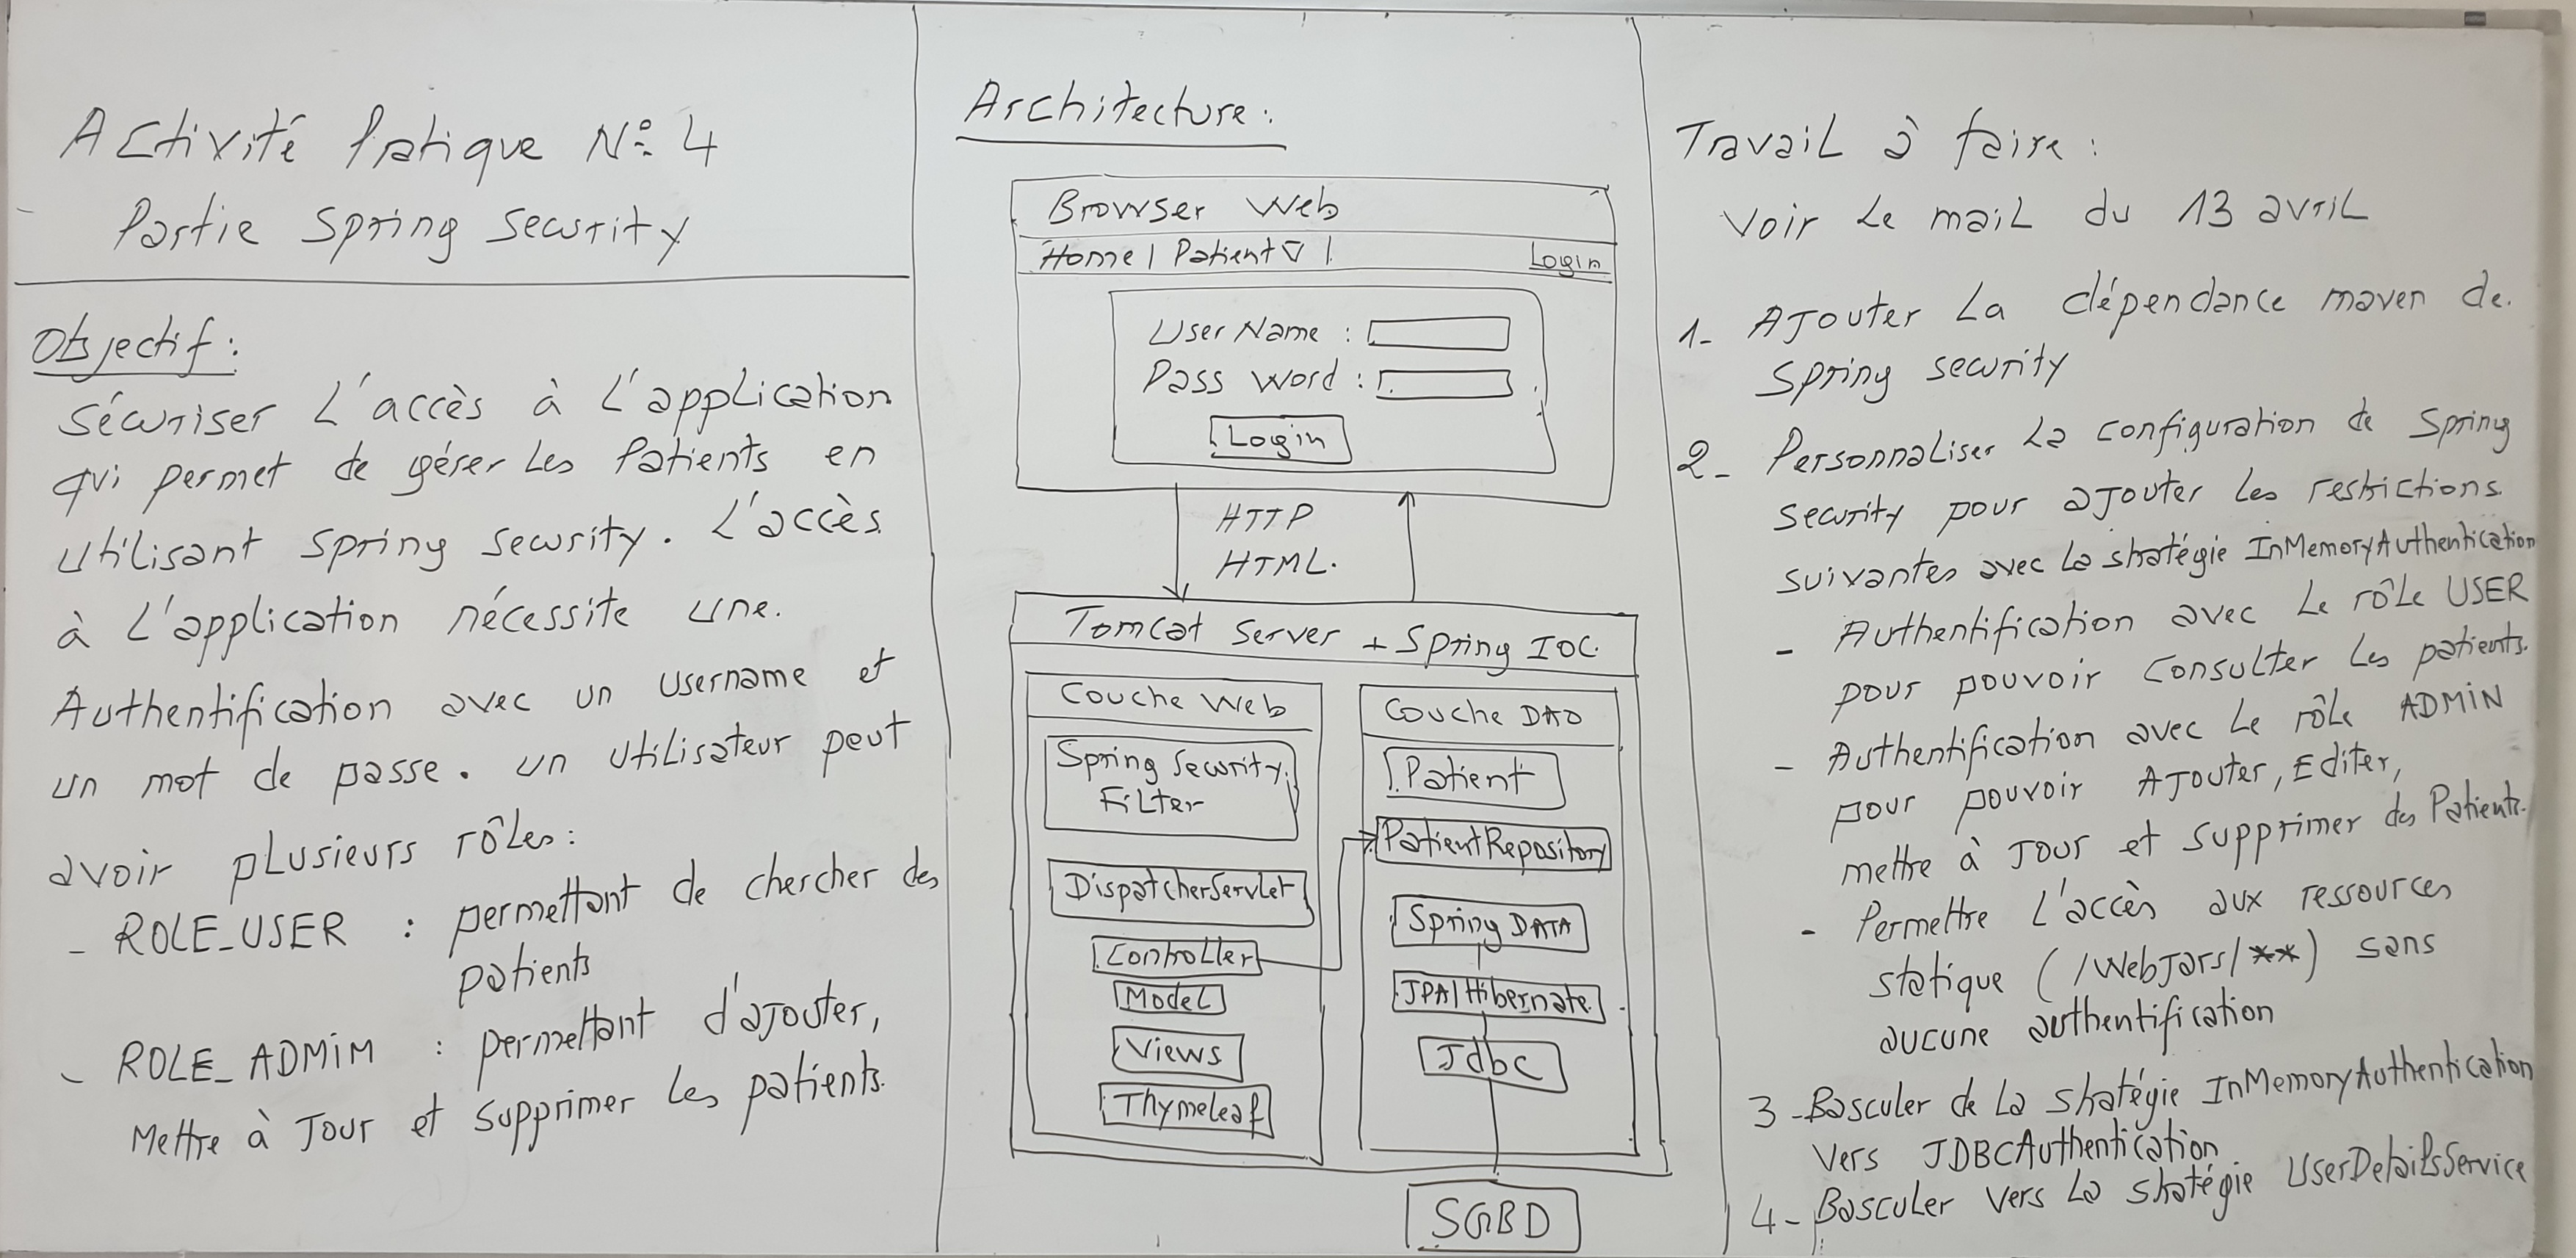 Activité Pratique N° 4
Partie Spring Security
Objectif :
Sécuriser L'accès à L'application
qui permet de gérer Les Patients en
utilisant Spring Security. L'accès
à L'application nécessite une.
Authentification avec un username et
un mot de passe. un utilisateur peut
avoir plusieurs rôles :
- ROLE_USER : permettant de chercher des
patients
- ROLE_ADMIM : permettant d'ajouter,
Mettre à Jour et supprimer Les patients.
Architecture :
Browser Web
Home | Patient ▽ |
Login
User Name :
Pass Word :
Login
HTTP
HTML.
Tomcat Server + Spring IOC.
Couche Web
Spring Security
Filter
DispatcherServlet
Controller
Model
Views
Thymeleaf
Couche DAO
Patient
PatientRepository
Spring DATA
JPA/Hibernate
Jdbc
SGBD
Travail à faire :
Voir Le mail du 13 avril
1- AJouter La dépendance maven de.
Spring security
2- Personnaliser La configuration de Spring
security pour ajouter Les restrictions
suivantes avec La stratégie InMemoryAuthentication
- Authentification avec Le rôle USER
pour pouvoir consulter Les patients.
- Authentification avec Le rôle ADMIN
pour pouvoir AJouter, Editer,
mettre à Jour et supprimer des Patients.
- Permettre L'accès aux ressources
statique (/WebJars/**) sans
aucune authentification
3 - Basculer de La stratégie InMemoryAuthentication
vers JDBCAuthentication
4 - Basculer vers La stratégie UserDetailsService